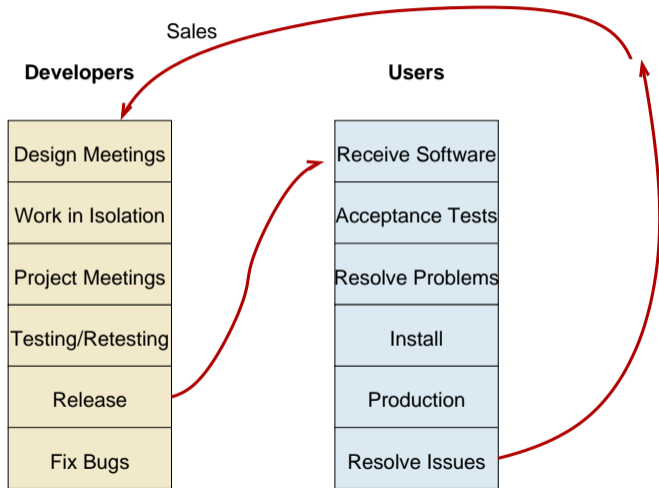 Sales
Developers
Users
Design Meetings
Work in Isolation
Project Meetings
Testing/Retesting
Release
Fix Bugs
Receive Software
Acceptance Tests
Resolve Problems
Install
Production
Resolve Issues